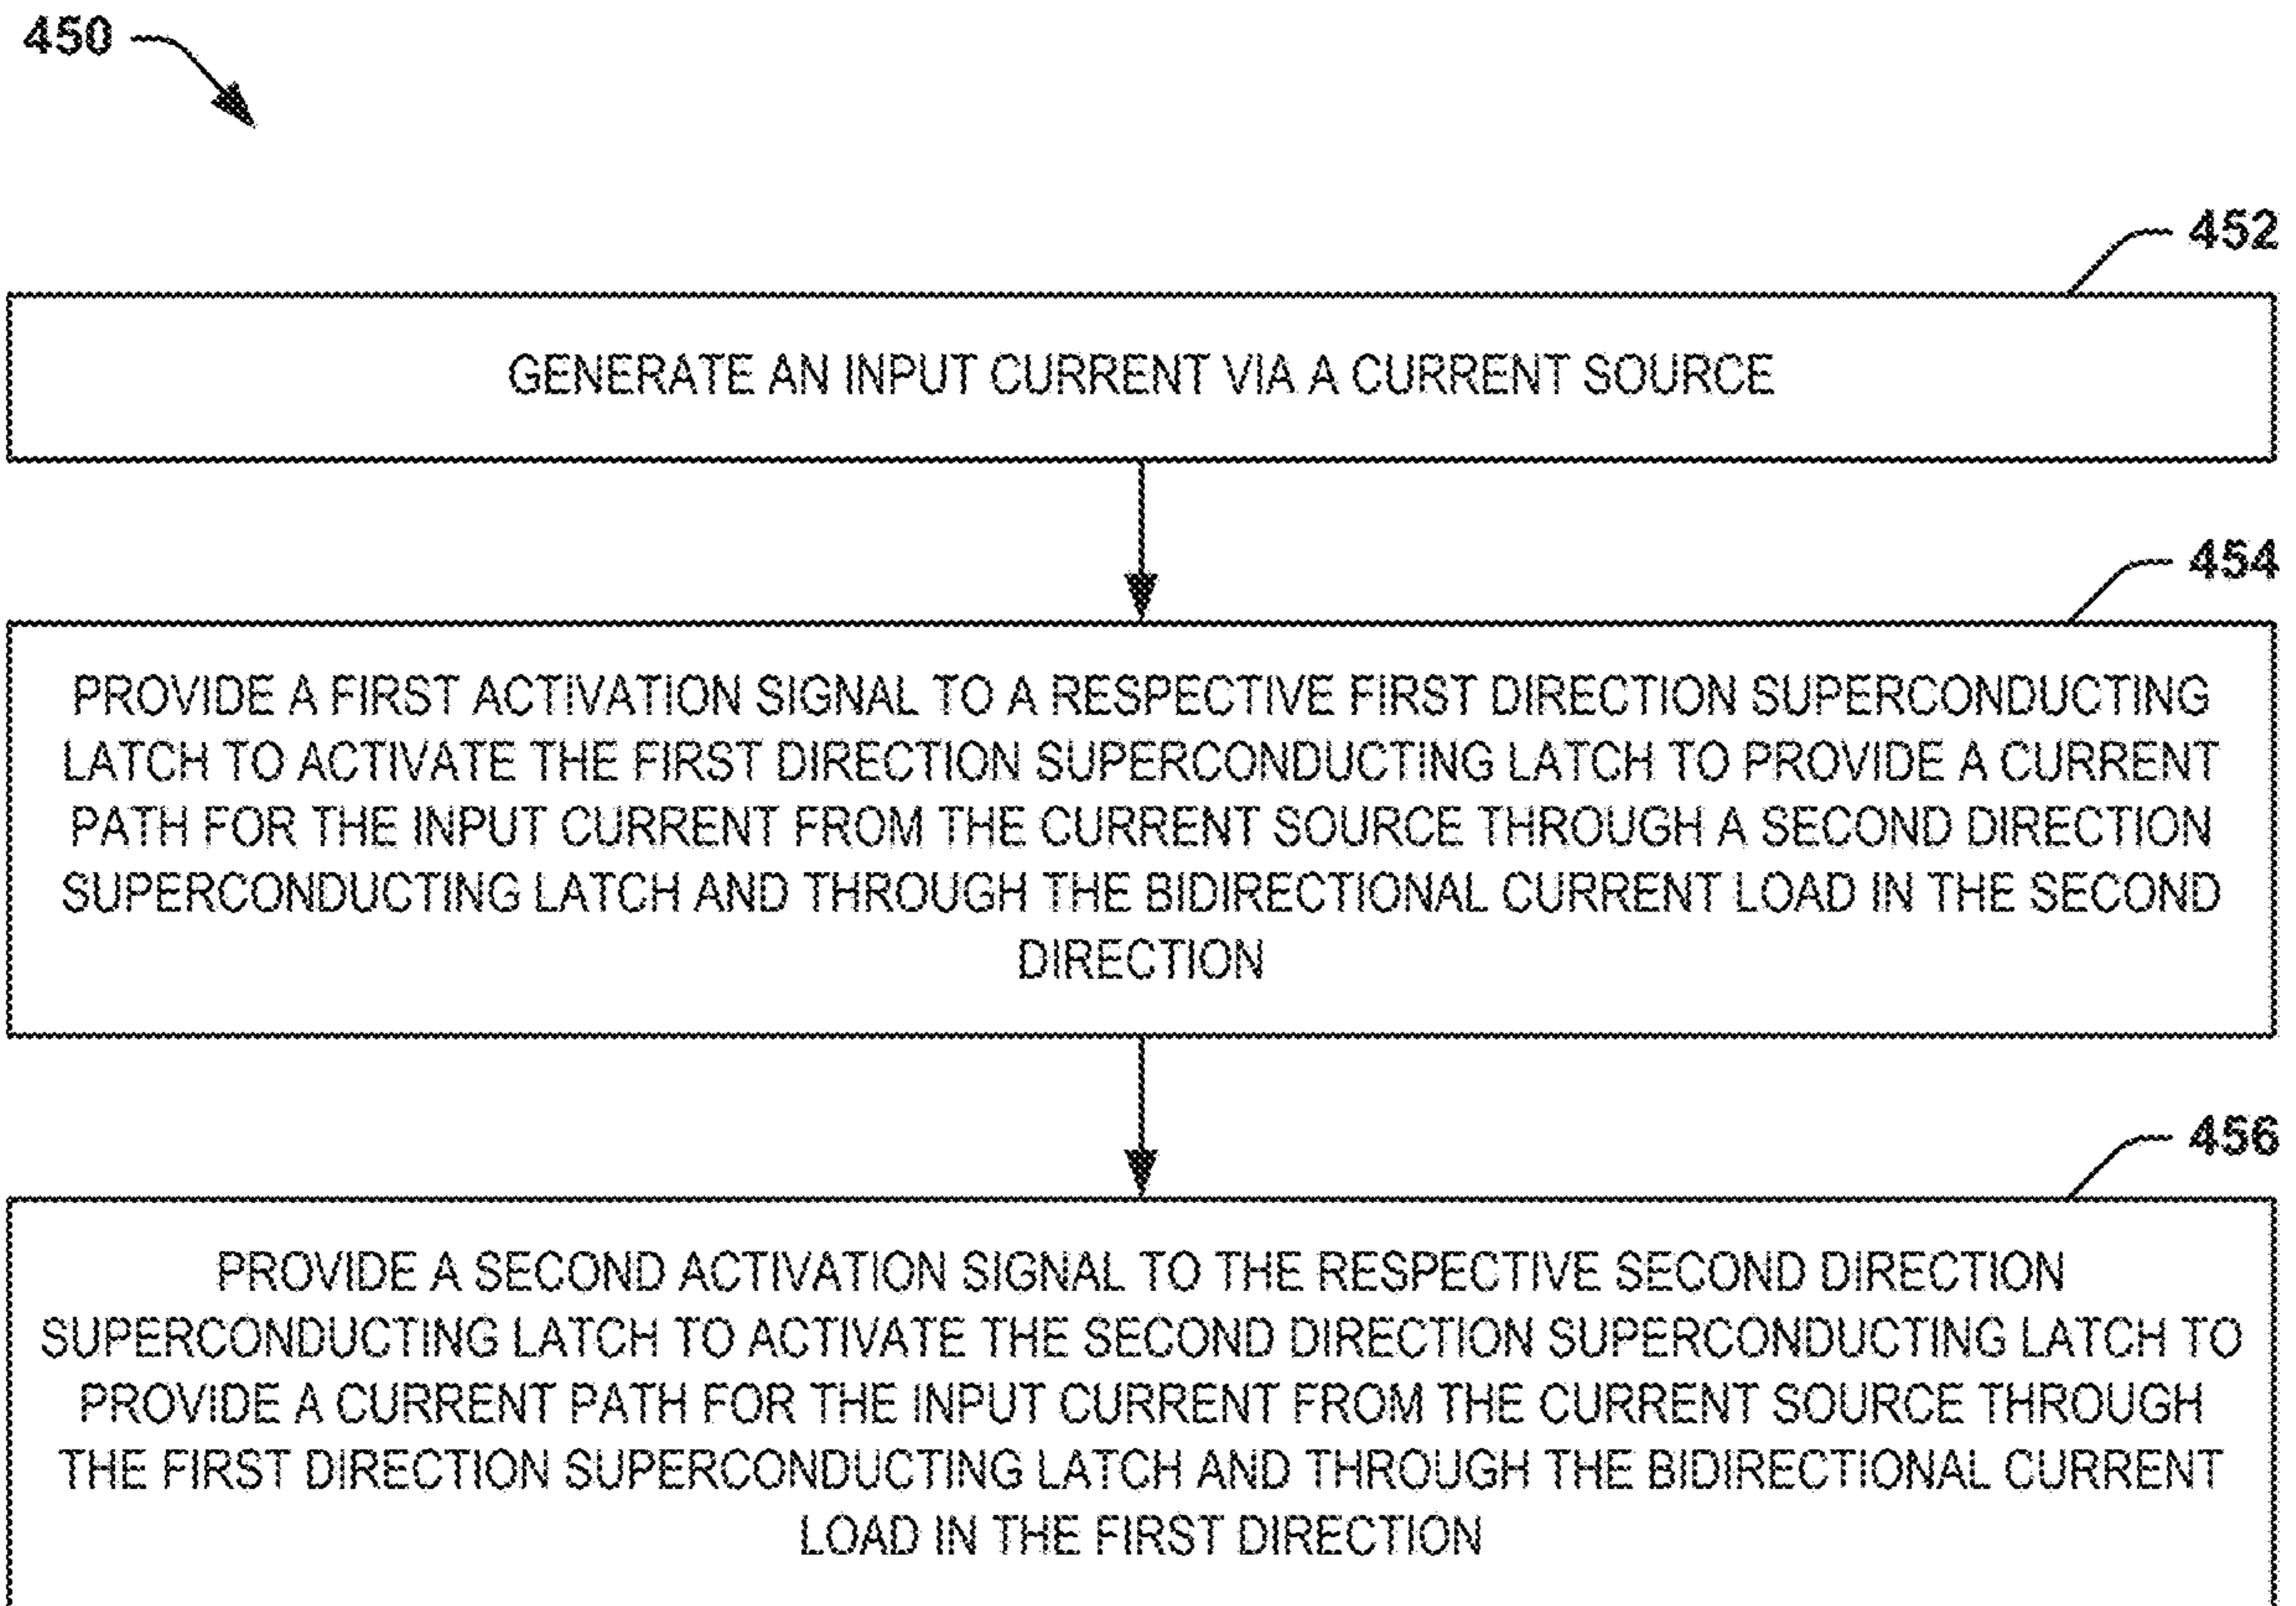 450
452
GENERATE AN INPUT CURRENT VIA A CURRENT SOURCE
454
PROVIDE A FIRST ACTIVATION SIGNAL TO A RESPECTIVE FIRST DIRECTION SUPERCONDUCTING
LATCH TO ACTIVATE THE FIRST DIRECTION SUPERCONDUCTING LATCH TO PROVIDE A CURRENT
PATH FOR THE INPUT CURRENT FROM THE CURRENT SOURCE THROUGH A SECOND DIRECTION
SUPERCONDUCTING LATCH AND THROUGH THE BIDIRECTIONAL CURRENT LOAD IN THE SECOND
DIRECTION
456
PROVIDE A SECOND ACTIVATION SIGNAL TO THE RESPECTIVE SECOND DIRECTION
SUPERCONDUCTING LATCH TO ACTIVATE THE SECOND DIRECTION SUPERCONDUCTING LATCH TO
PROVIDE A CURRENT PATH FOR THE INPUT CURRENT FROM THE CURRENT SOURCE THROUGH
THE FIRST DIRECTION SUPERCONDUCTING LATCH AND THROUGH THE BIDIRECTIONAL CURRENT
LOAD IN THE FIRST DIRECTION